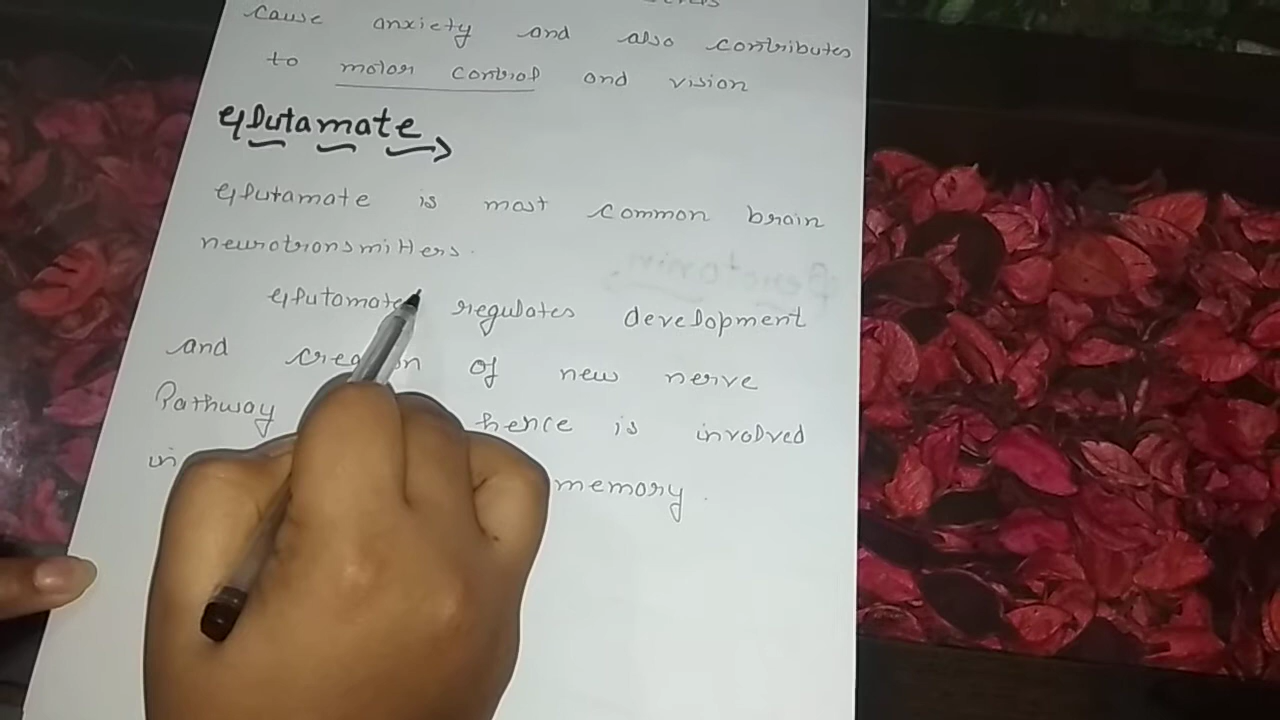 cause anxiety and also contributes
to motor control and vision
Glutamate
Glutamate is most common brain
neurotransmitters.
Glutamate regulates development
and of new nerve
Pathway hence is involved
in memory.